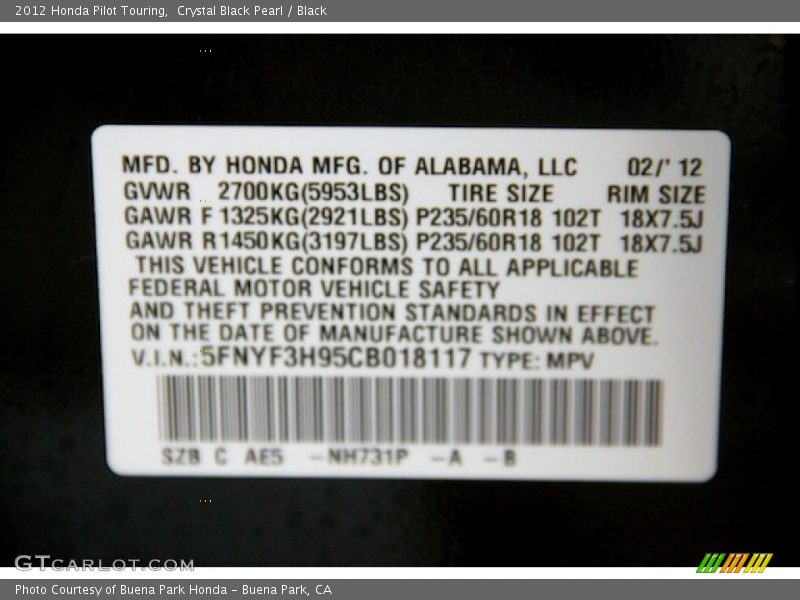 2012 Honda Pilot Touring,  Crystal Black Pearl / Black
MFD. BY HONDA MFG. OF ALABAMA, LLC 02/' 12
GVWR 2700KG(5953LBS) TIRE SIZE RIM SIZE
GAWR F 1325KG(2921LBS) P235/60R18 102T 18X7.5J
GAWR R1450KG(3197LBS) P235/60R18 102T 18X7.5J
THIS VEHICLE CONFORMS TO ALL APPLICABLE
FEDERAL MOTOR VEHICLE SAFETY
AND THEFT PREVENTION STANDARDS IN EFFECT
ON THE DATE OF MANUFACTURE SHOWN ABOVE.
V.I.N.:5FNYF3H95CB018117 TYPE: MPV
SZB C AE5 -NH731P -A -B
GTCARLOT.COM
Photo Courtesy of Buena Park Honda - Buena Park, CA